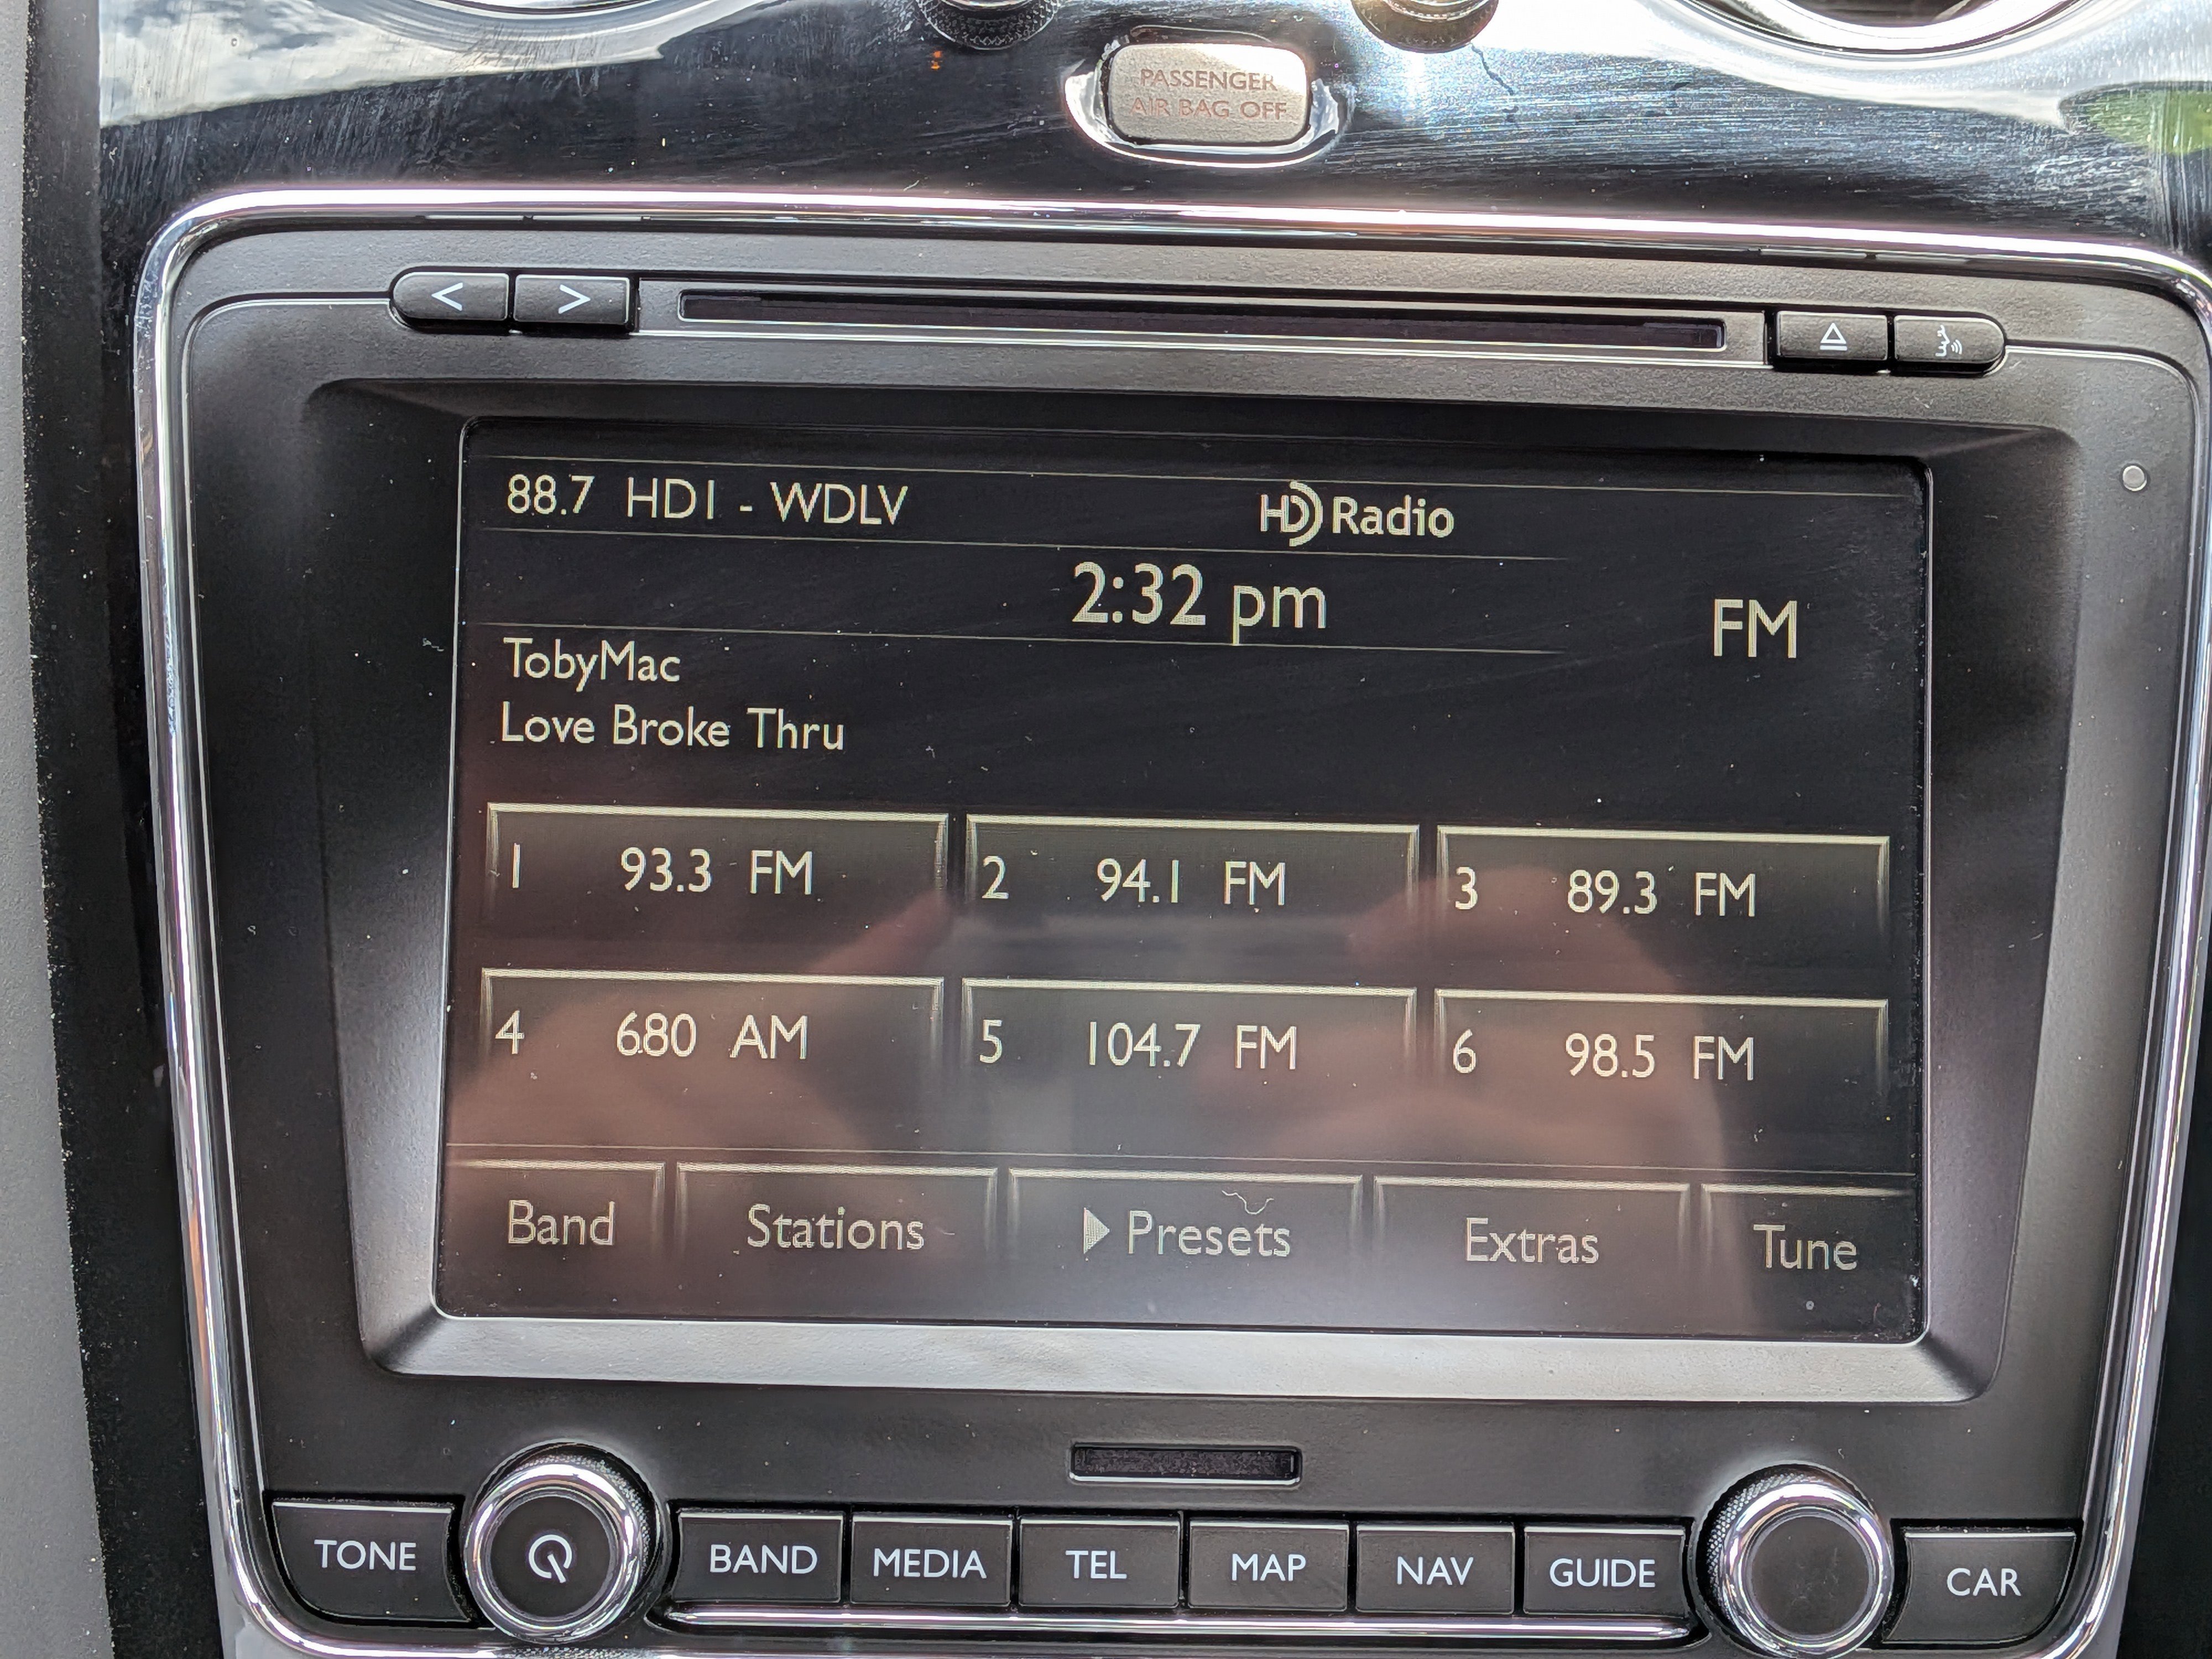 PASSENGER
AIR BAG OFF
< >
88.7 HD1 - WDLV HD Radio
2:32 pm
FM
TobyMac
Love Broke Thru
1 93.3 FM 2 94.1 FM 3 89.3 FM
4 680 AM 5 104.7 FM 6 98.5 FM
Band Stations Presets Extras Tune
TONE BAND MEDIA TEL MAP NAV GUIDE CAR